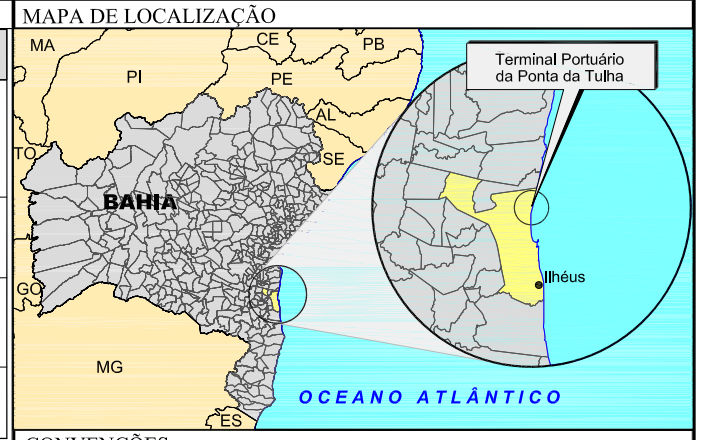 MAPA DE LOCALIZAÇÃO
MA
CE
PB
PI
PE
AL
SE
TO
BAHIA
GO
MG
ES
Terminal Portuário
da Ponta da Tulha
Ilhéus
OCEANO ATLÂNTICO
CONVENÇÕES